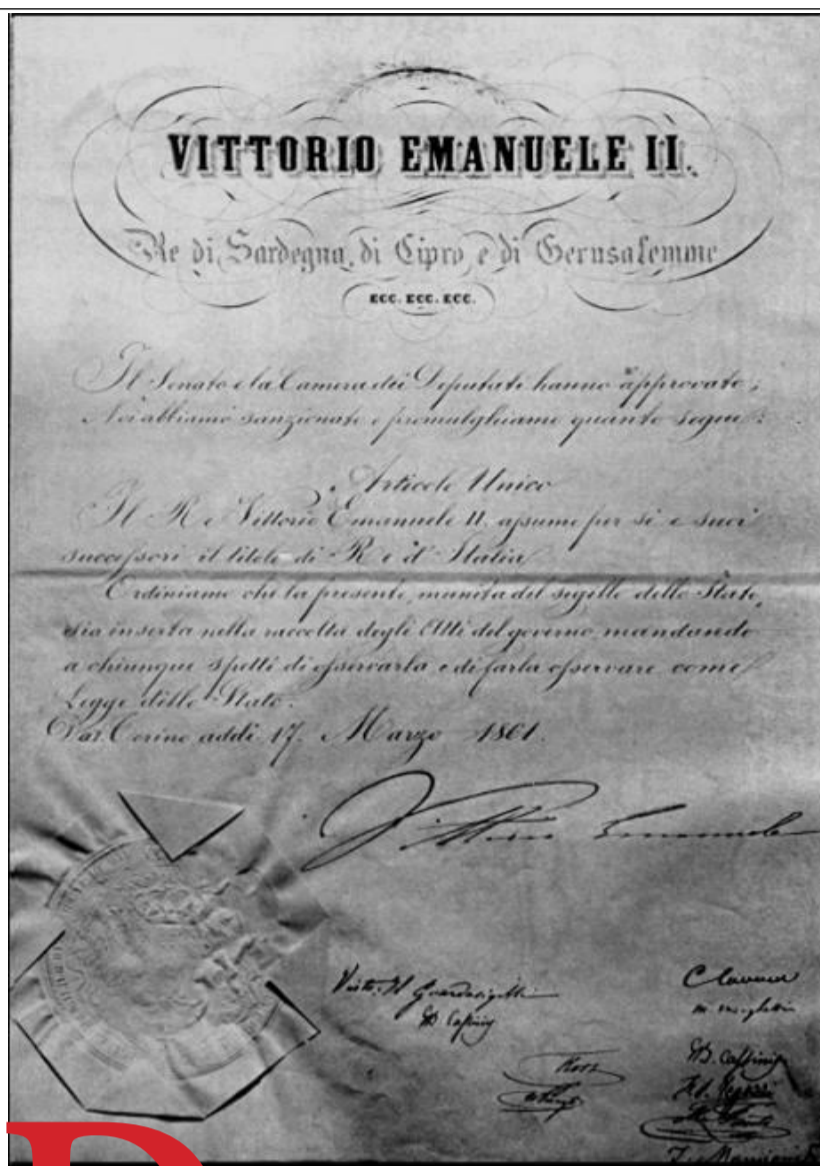 VITTORIO EMANUELE II.
Re di Sardegna, di Cipro e di Gerusalemme
ECC. ECC. ECC.
Il Senato e la Camera dei Deputati hanno approvato;
Noi abbiamo sanzionato e promulghiamo quanto segue:
Articolo Unico
Il Re Vittorio Emanuele II assume per sè e suoi
successori il titolo di Re d'Italia
Ordiniamo che la presente, munita del sigillo dello Stato,
sia inserta nella raccolta degli Atti del governo, mandando
a chiunque spetti di osservarla e di farla osservare come
Legge dello Stato.
Dat. Torino addì 17. Marzo 1861.
Vittorio Emanuele
Visto: Il Guardasigilli
GB Cassinis
C Cavour
M. Minghetti
GB. Cassinis